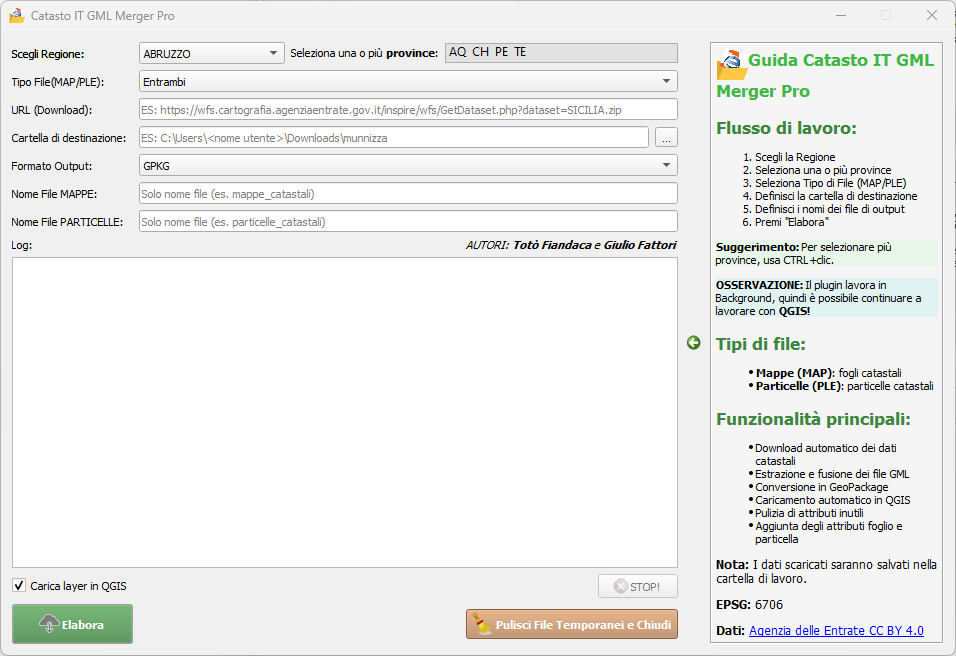 Catasto IT GML Merger Pro
Scegli Regione:
ABRUZZO
Seleziona una o più province:
AQ CH PE TE
Tipo File(MAP/PLE):
Entrambi
URL (Download):
ES: https://wfs.cartografia.agenziaentrate.gov.it/inspire/wfs/GetDataset.php?dataset=SICILIA.zip
Cartella di destinazione:
ES: C:\Users\<nome utente>\Downloads\munnizza
...
Formato Output:
GPKG
Nome File MAPPE:
Solo nome file (es. mappe_catastali)
Nome File PARTICELLE:
Solo nome file (es. particelle_catastali)
Log:
AUTORI: Totò Fiandaca e Giulio Fattori
Carica layer in QGIS
STOP!
Elabora
Pulisci File Temporanei e Chiudi
Guida Catasto IT GML
Merger Pro
Flusso di lavoro:
1. Scegli la Regione
2. Seleziona una o più province
3. Seleziona Tipo di File (MAP/PLE)
4. Definisci la cartella di destinazione
5. Definisci i nomi dei file di output
6. Premi "Elabora"
Suggerimento: Per selezionare più
province, usa CTRL+clic.
OSSERVAZIONE: Il plugin lavora in
Background, quindi è possibile continuare a
lavorare con QGIS!
Tipi di file:
• Mappe (MAP): fogli catastali
• Particelle (PLE): particelle catastali
Funzionalità principali:
• Download automatico dei dati
catastali
• Estrazione e fusione dei file GML
• Conversione in GeoPackage
• Caricamento automatico in QGIS
• Pulizia di attributi inutili
• Aggiunta degli attributi foglio e
particella
Nota: I dati scaricati saranno salvati nella
cartella di lavoro.
EPSG: 6706
Dati: Agenzia delle Entrate CC BY 4.0